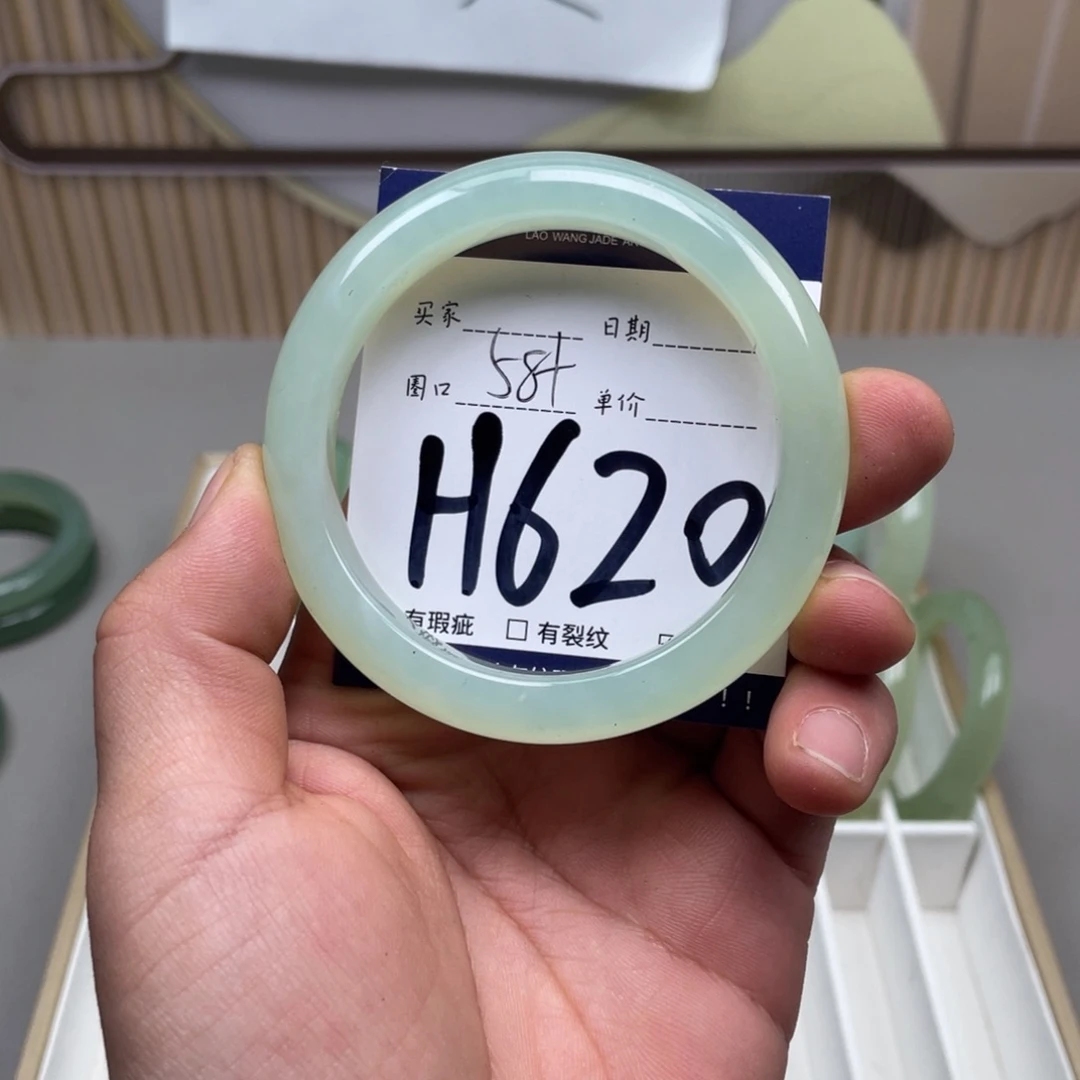 LAO WANG JADE
买家 日期
58+
圈口 单价
H620
有瑕疵 □ 有裂纹 □
！！